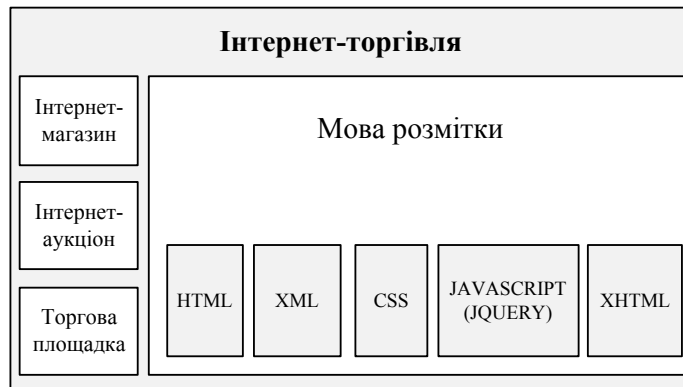 Інтернет-торгівля
Інтернет-
магазин
Інтернет-
аукціон
Торгова
площадка
Мова розмітки
HTML
XML
CSS
JAVASCRIPT
(JQUERY)
XHTML